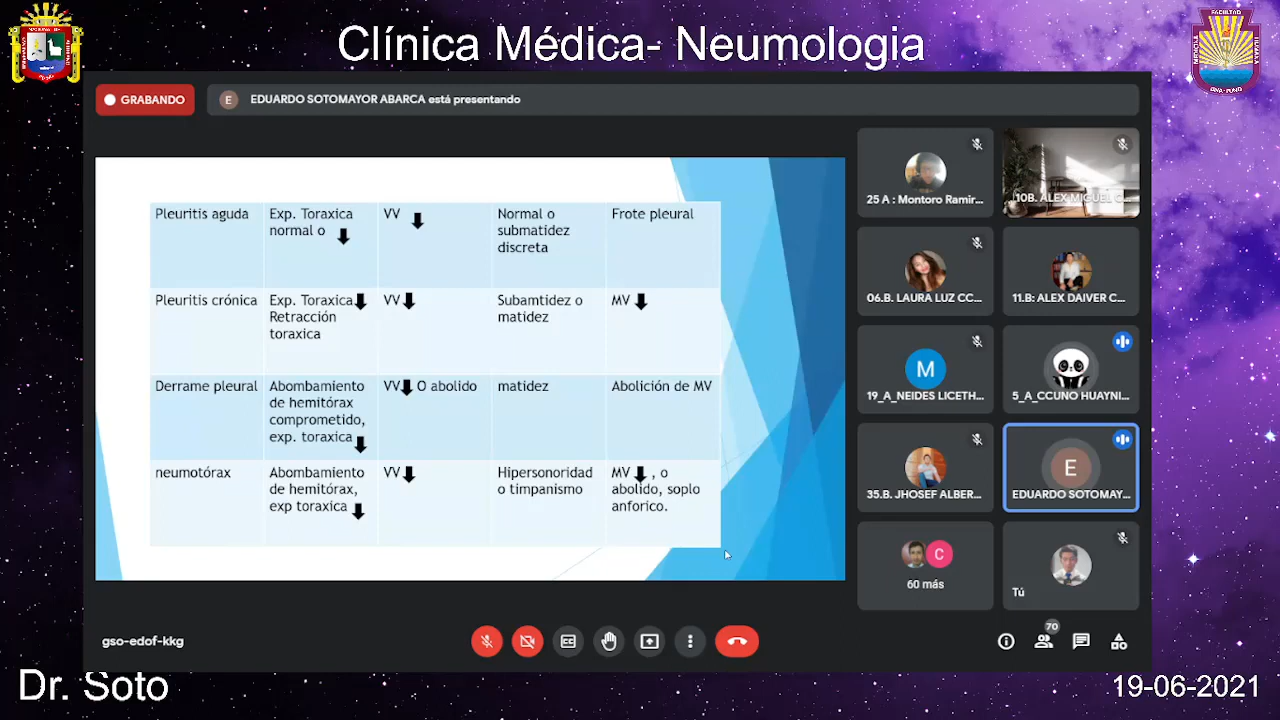 Clínica Médica- Neumologia
GRABANDO
E
EDUARDO SOTOMAYOR ABARCA está presentando
Pleuritis aguda
Exp. Toraxica
normal o
VV
Normal o
submatidez
discreta
Frote pleural
Pleuritis crónica
Exp. Toraxica
Retracción
toraxica
VV
Subamtidez o
matidez
MV
Derrame pleural
Abombamiento
de hemitórax
comprometido,
exp. toraxica
VV O abolido
matidez
Abolición de MV
neumotórax
Abombamiento
de hemitórax,
exp toraxica
VV
Hipersonoridad
o timpanismo
MV , o
abolido, soplo
anforico.
25 A : Montoro Ramir...
10B. ALEX MIGUEL C...
06.B. LAURA LUZ CC...
11.B: ALEX DAIVER C...
M
19_A_NEIDES LICETH...
5_A_CCUNO HUAYNI...
35.B. JHOSEF ALBER...
E
EDUARDO SOTOMAY...
C
60 más
Tú
gso-edof-kkg
70
Dr. Soto
19-06-2021